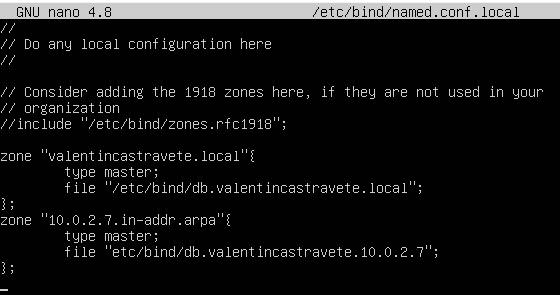 GNU nano 4.8 /etc/bind/named.conf.local
//
// Do any local configuration here
//
// Consider adding the 1918 zones here, if they are not used in your
// organization
//include "/etc/bind/zones.rfc1918";
zone "valentincastravete.local"{
type master;
file "/etc/bind/db.valentincastravete.local";
};
zone "10.0.2.7.in-addr.arpa"{
type master;
file "etc/bind/db.valentincastravete.10.0.2.7";
};